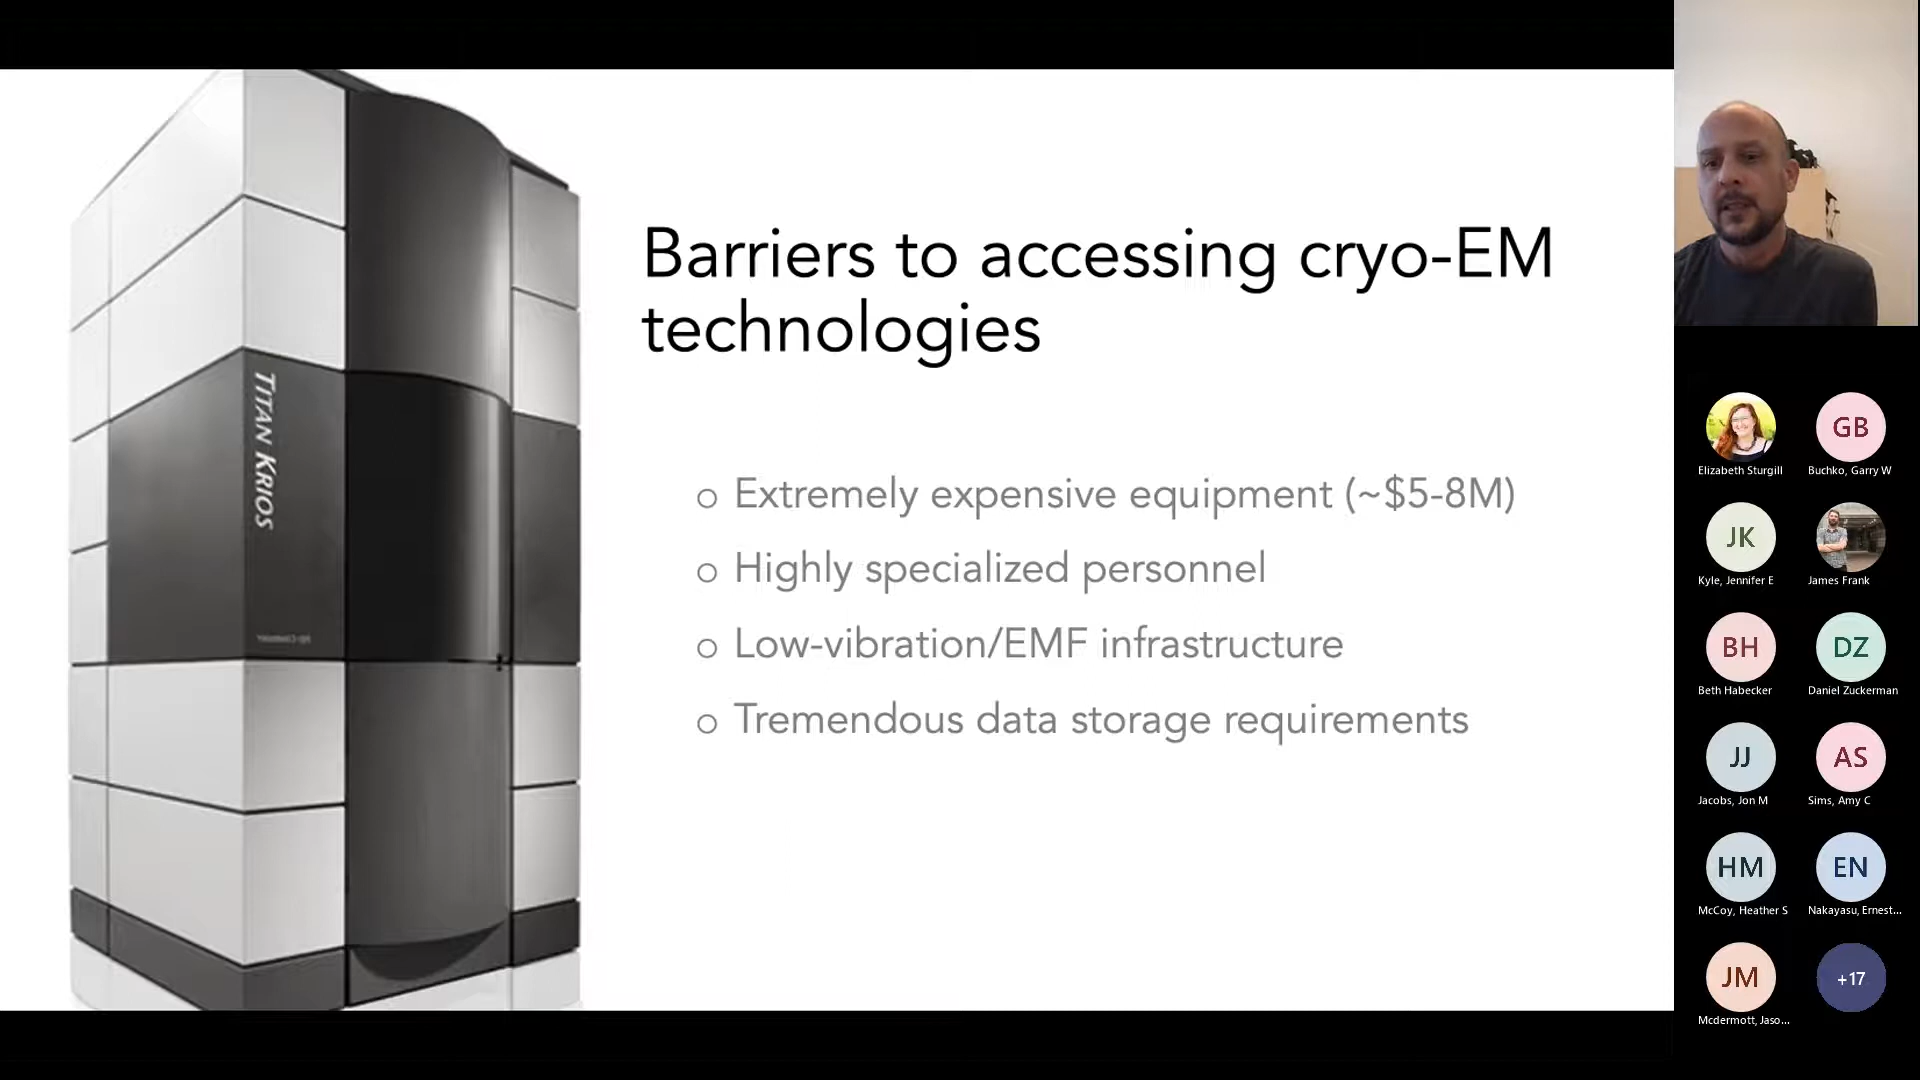 TITAN KRIOS
Barriers to accessing cryo-EM
technologies
Extremely expensive equipment (~$5-8M)
Highly specialized personnel
Low-vibration/EMF infrastructure
Tremendous data storage requirements
Elizabeth Sturgill
GB
Buchko, Garry W
JK
Kyle, Jennifer E
James Frank
BH
Beth Habecker
DZ
Daniel Zuckerman
JJ
Jacobs, Jon M
AS
Sims, Amy C
HM
McCoy, Heather S
EN
Nakayasu, Ernest...
JM
Mcdermott, Jaso...
+17